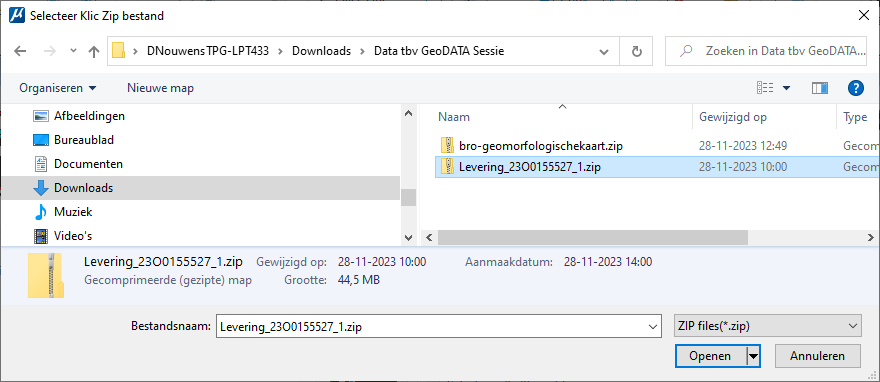 Selecteer Klic Zip bestand
DNouwensTPG-LPT433 > Downloads > Data tbv GeoDATA Sessie
Zoeken in Data tbv GeoDATA...
Organiseren Nieuwe map
Afbeeldingen
Bureaublad
Documenten
Downloads
Muziek
Video's
Naam Gewijzigd op Type
bro-geomorfologischekaart.zip 28-11-2023 12:49 Gecom
Levering_23O0155527_1.zip 28-11-2023 10:00 Gecom
Levering_23O0155527_1.zip Gewijzigd op: 28-11-2023 10:00 Aanmaakdatum: 28-11-2023 14:00
Gecomprimeerde (gezipte) map Grootte: 44,5 MB
Bestandsnaam: Levering_23O0155527_1.zip ZIP files(*.zip)
Openen Annuleren